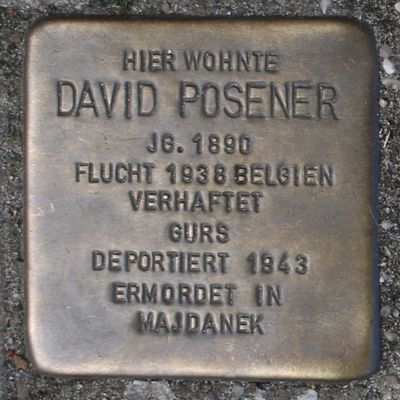 HIER WOHNTE
DAVID POSENER
JG. 1890
FLUCHT 1938 BELGIEN
VERHAFTET
GURS
DEPORTIERT 1943
ERMORDET IN
MAJDANEK